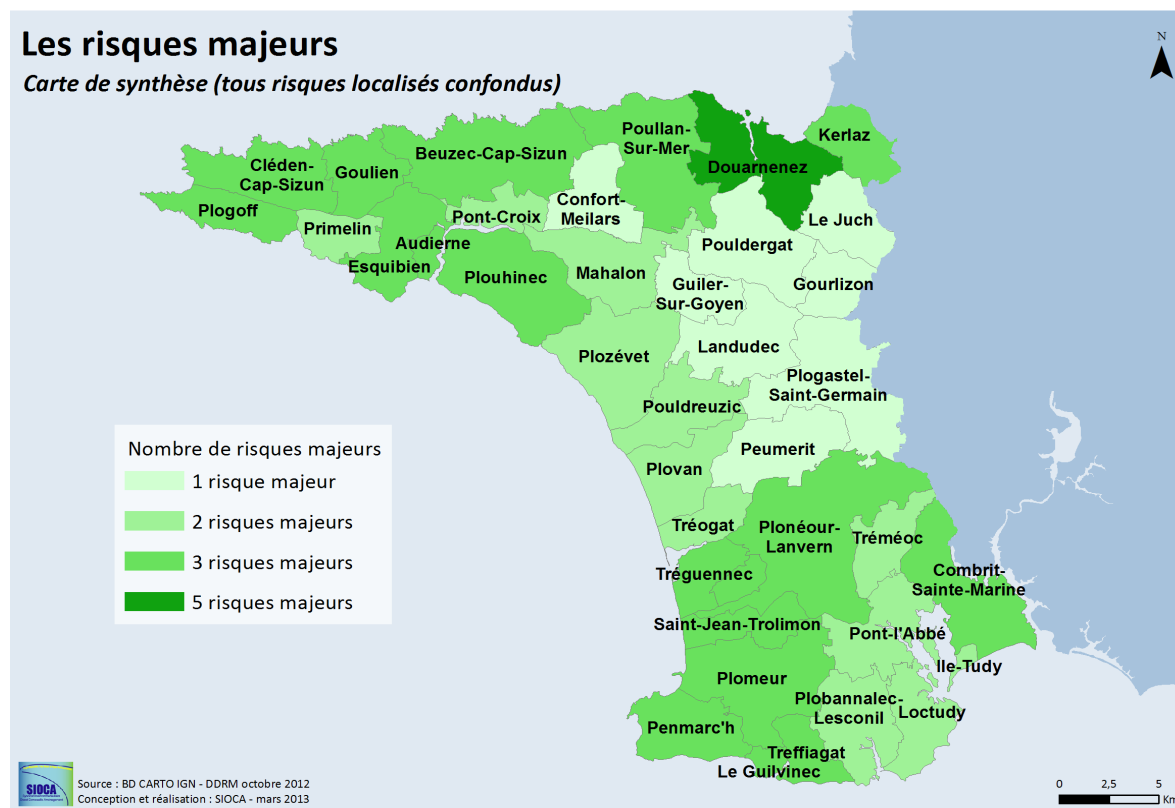 Les risques majeurs
Carte de synthèse (tous risques localisés confondus)
N
Poullan-
Sur-Mer
Kerlaz
Beuzec-Cap-Sizun
Cléden-
Cap-Sizun
Goulien
Douarnenez
Confort-
Meilars
Plogoff
Pont-Croix
Le Juch
Primelin
Audierne
Pouldergat
Esquibien
Plouhinec
Mahalon
Guiler-
Sur-Goyen
Gourlizon
Plozévet
Landudec
Plogastel-
Saint-Germain
Pouldreuzic
Nombre de risques majeurs
1 risque majeur
2 risques majeurs
3 risques majeurs
5 risques majeurs
Peumerit
Plovan
Tréogat
Plonéour-
Lanvern
Tréméoc
Tréguennec
Combrit-
Sainte-Marine
Saint-Jean-Trolimon
Pont-l'Abbé
Ile-Tudy
Plomeur
Plobannalec-
Lesconil
Loctudy
Penmarc'h
Treffiagat
Le Guilvinec
SIOCA
Source : BD CARTO IGN - DDRM octobre 2012
Conception et réalisation : SIOCA - mars 2013
0 2,5 5
Km